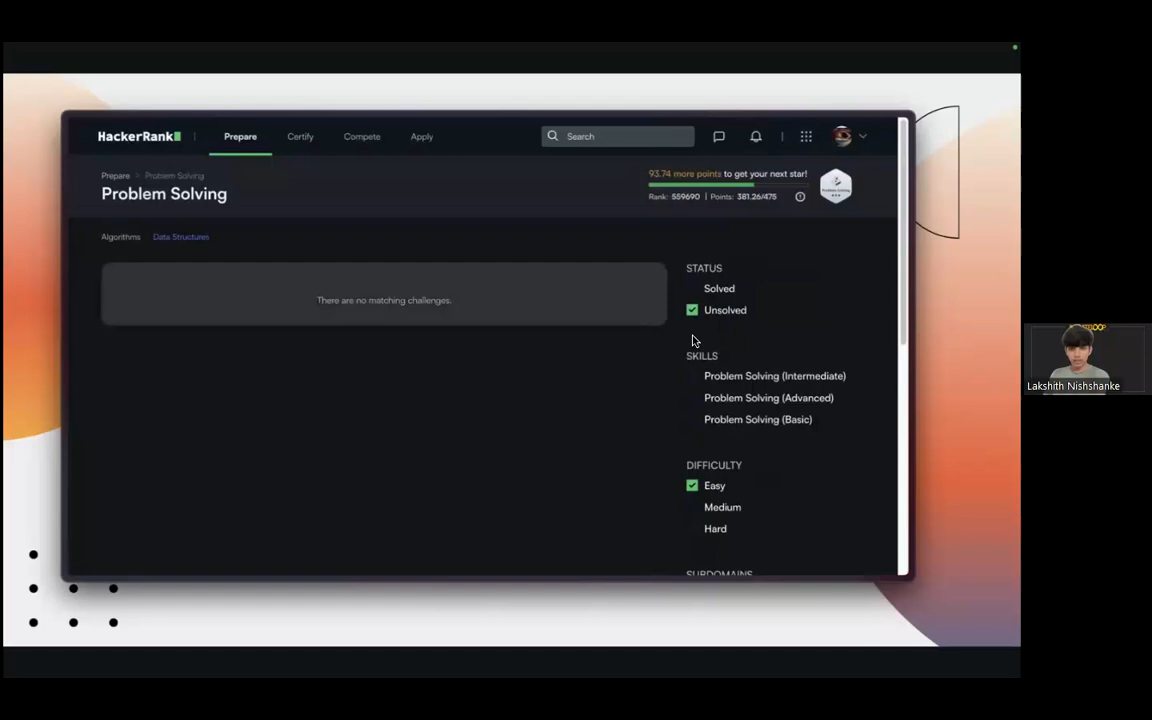 HackerRank
Prepare
Certify
Compete
Apply
Search
Prepare > Problem Solving
Problem Solving
93.74 more points to get your next star!
Rank: 559690 | Points: 381.26/475
Problem Solving
Algorithms
Data Structures
There are no matching challenges.
STATUS
Solved
Unsolved
SKILLS
Problem Solving (Intermediate)
Problem Solving (Advanced)
Problem Solving (Basic)
DIFFICULTY
Easy
Medium
Hard
SUBDOMAINS
Lakshith Nishshanke